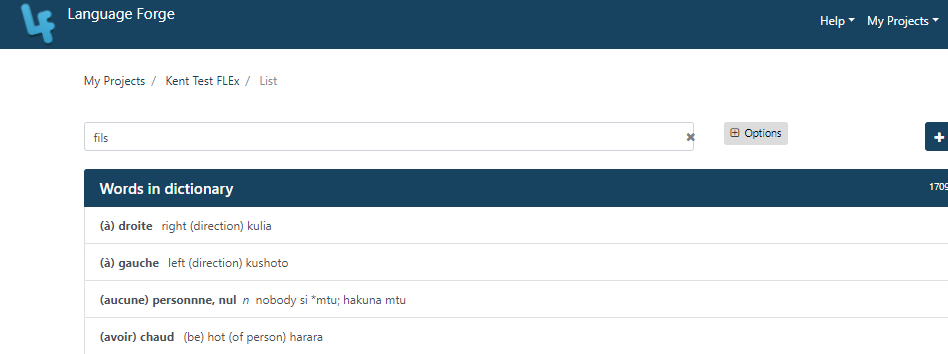 Language Forge
Help My Projects
My Projects / Kent Test FLEx / List
fils
Options
Words in dictionary 1709
(à) droite right (direction) kulia
(à) gauche left (direction) kushoto
(aucune) personnne, nul n nobody si *mtu; hakuna mtu
(avoir) chaud (be) hot (of person) harara